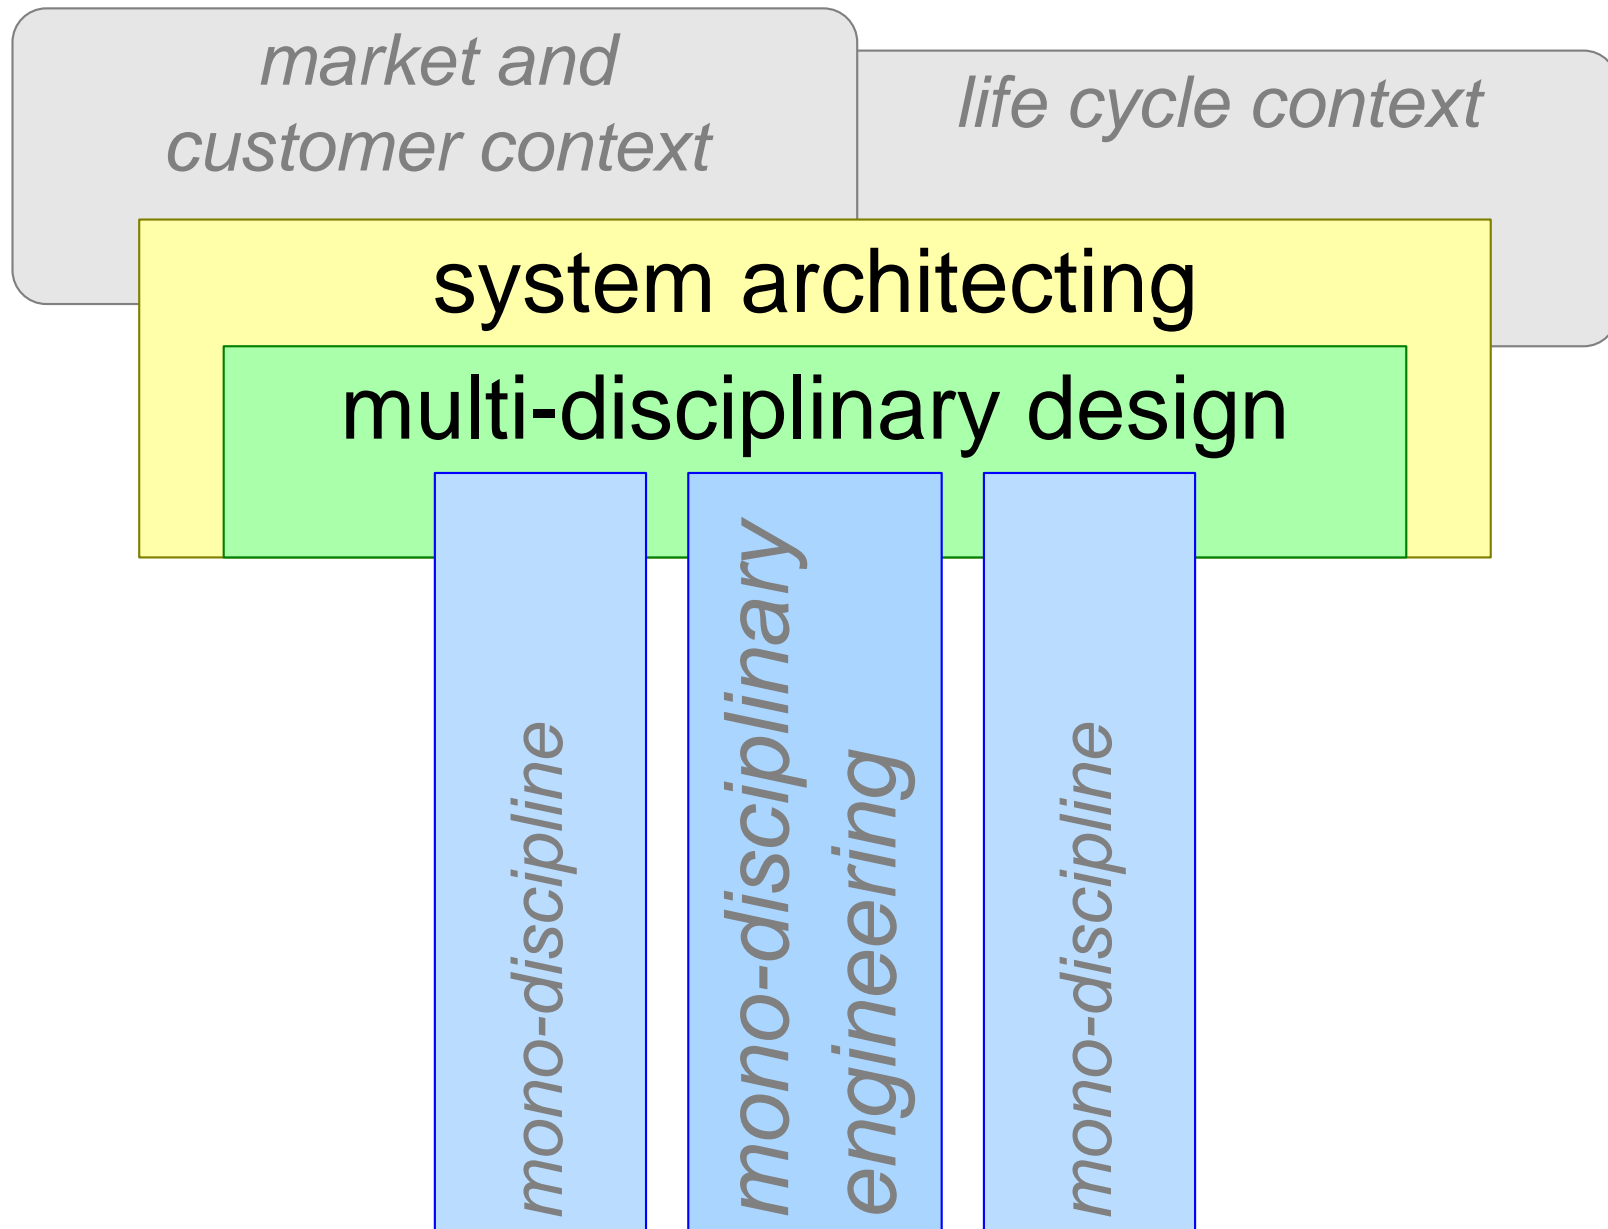 market and
customer context
life cycle context
system architecting
multi-disciplinary design
mono-discipline
mono-disciplinary
engineering
mono-discipline